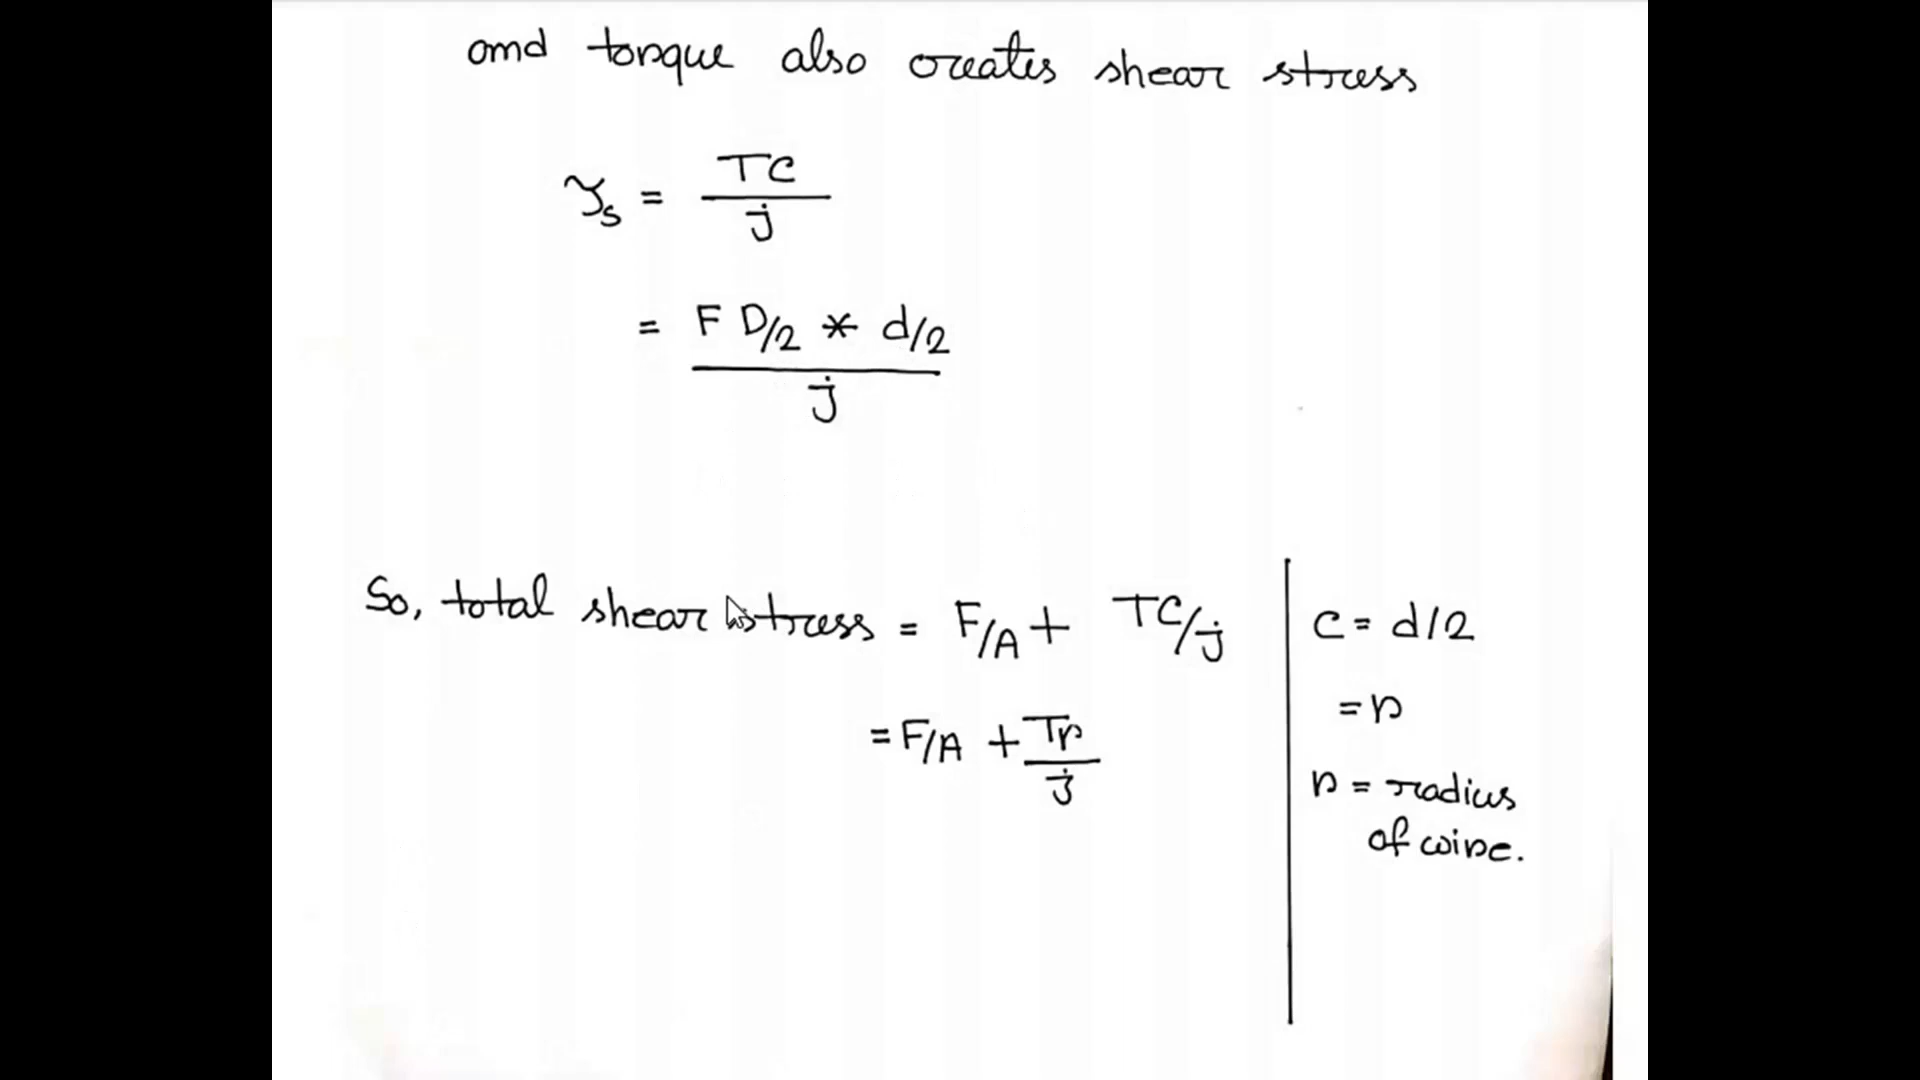 and torque also creates shear stress
τs = TC / j
= F D/2 * d/2 / j
So, total shear stress = F/A + TC/j
= F/A + Tr / j
C = d/2
= r
r = radius
of wire.